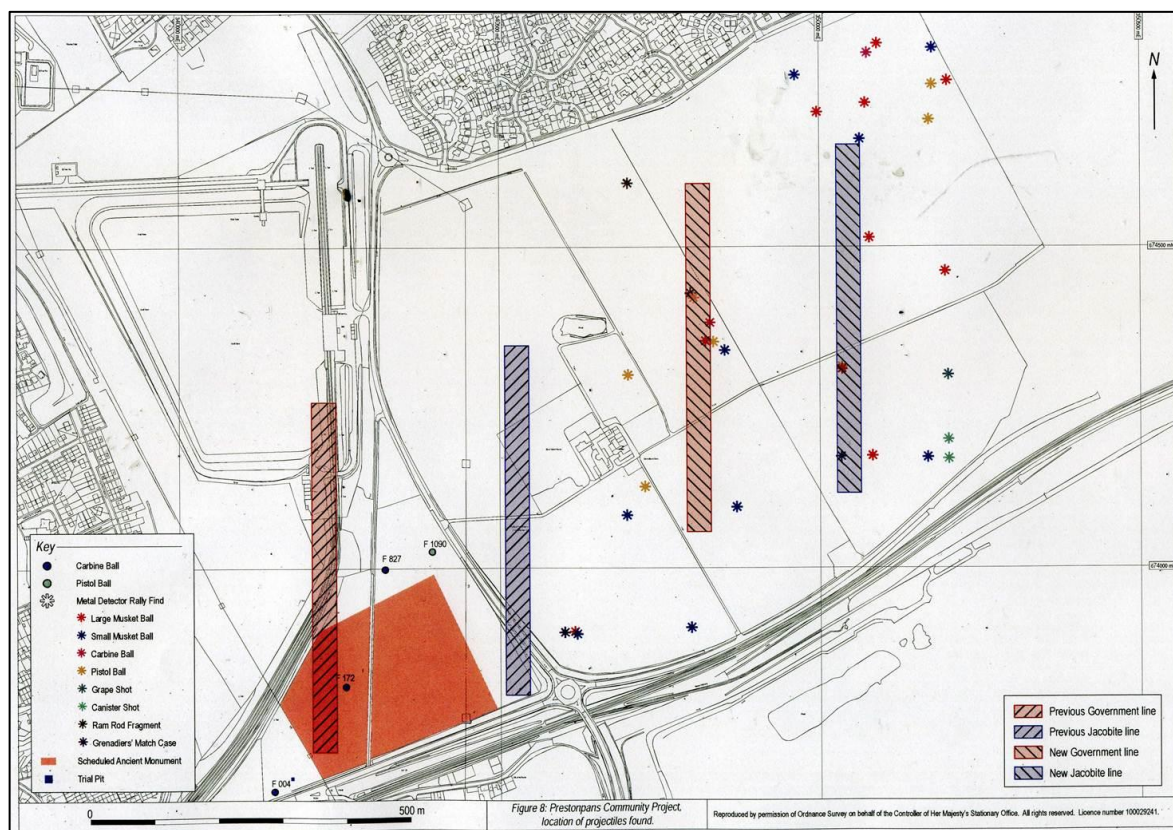 N
674500 m
674000 m
F 1090
F 827
F 172
F 004
Key
Carbine Ball
Pistol Ball
Metal Detector Rally Find
Large Musket Ball
Small Musket Ball
Carbine Ball
Pistol Ball
Grape Shot
Canister Shot
Ram Rod Fragment
Grenadiers' Match Case
Scheduled Ancient Monument
Trial Pit
Previous Government line
Previous Jacobite line
New Government line
New Jacobite line
0 500 m
Figure 8: Prestonpans Community Project,
location of projectiles found.
Reproduced by permission of Ordnance Survey on behalf of the Controller of Her Majesty's Stationary Office. All rights reserved. Licence number 100029241.